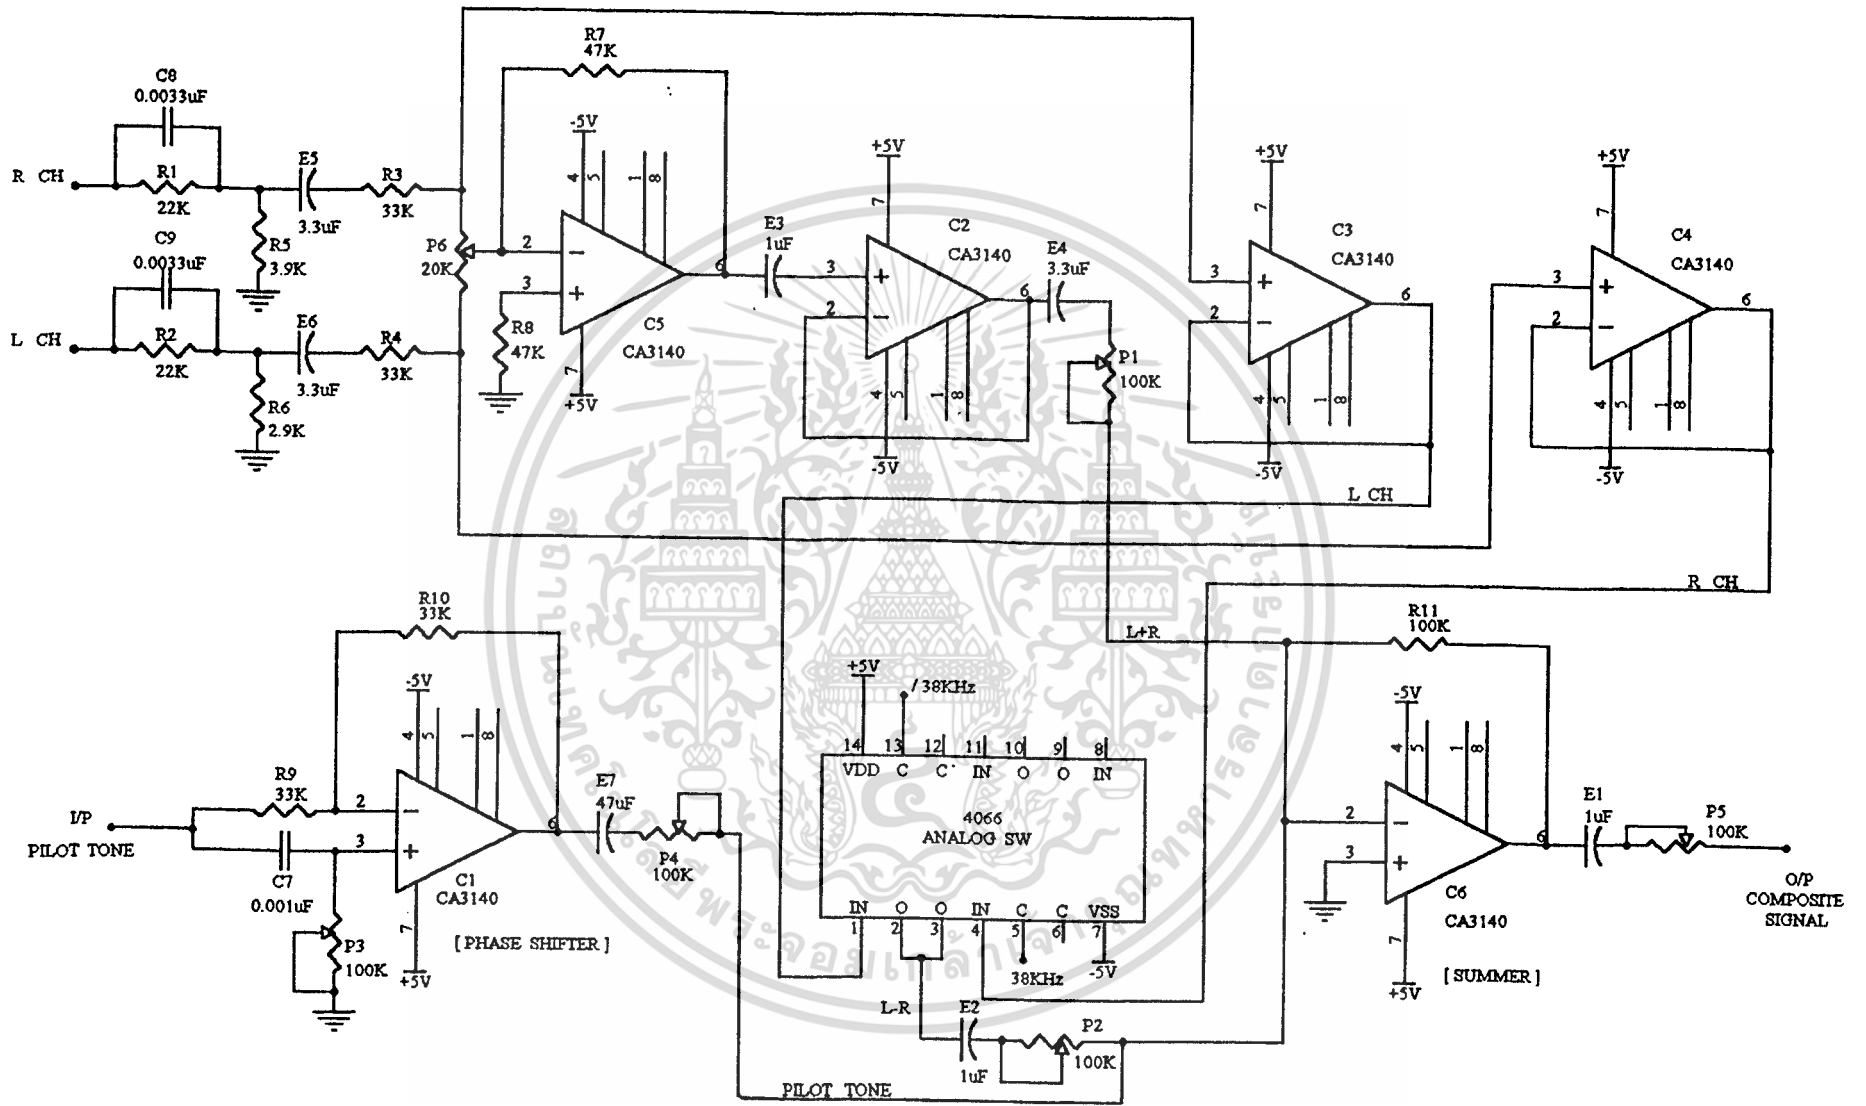 R7
47K
C8
0.0033uF
R CH
R1
22K
E5
3.3uF
R3
33K
R5
3.9K
C9
0.0033uF
L CH
R2
22K
E6
3.3uF
R4
33K
R6
2.9K
P6
20K
-5V
4
5
1
8
2
3
6
7
R8
47K
C5
CA3140
+5V
E3
1uF
+5V
7
C2
CA3140
3
2
6
4
5
1
8
-5V
E4
3.3uF
P1
100K
+5V
7
C3
CA3140
3
2
6
4
5
1
8
-5V
L CH
+5V
7
C4
CA3140
3
2
6
4
5
1
8
-5V
R CH
L+R
R11
100K
R10
33K
-5V
4
5
1
8
R9
33K
2
3
6
7
I/P
PILOT TONE
C7
0.001uF
C1
CA3140
P3
100K
+5V
[ PHASE SHIFTER ]
E7
47uF
P4
100K
+5V
/ 38KHz
14 13 12 11 10 9 8
VDD C C IN O O IN
4066
ANALOG SW
IN O O IN C C VSS
1 2 3 4 5 6 7
38KHz
-5V
L-R
E2
1uF
P2
100K
PILOT TONE
-5V
4
5
1
8
2
3
6
7
C6
CA3140
+5V
[ SUMMER ]
E1
1uF
P5
100K
O/P
COMPOSITE
SIGNAL